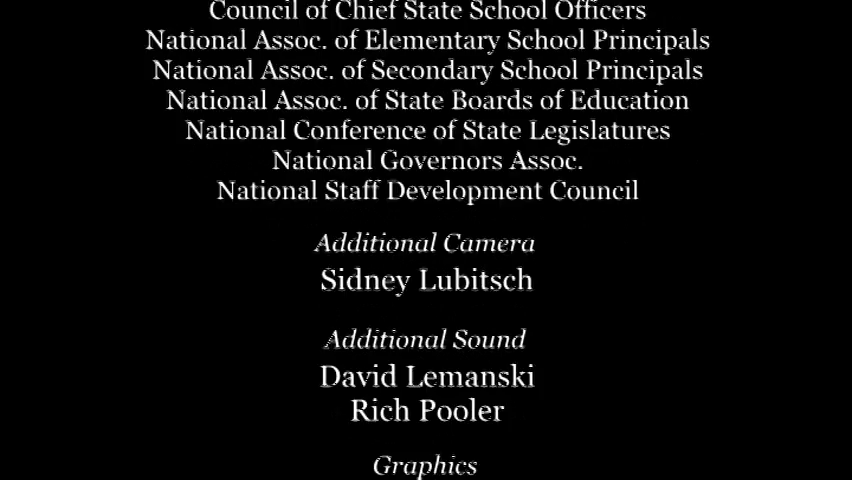 Council of Chief State School Officers
National Assoc. of Elementary School Principals
National Assoc. of Secondary School Principals
National Assoc. of State Boards of Education
National Conference of State Legislatures
National Governors Assoc.
National Staff Development Council
Additional Camera
Sidney Lubitsch
Additional Sound
David Lemanski
Rich Pooler
Graphics